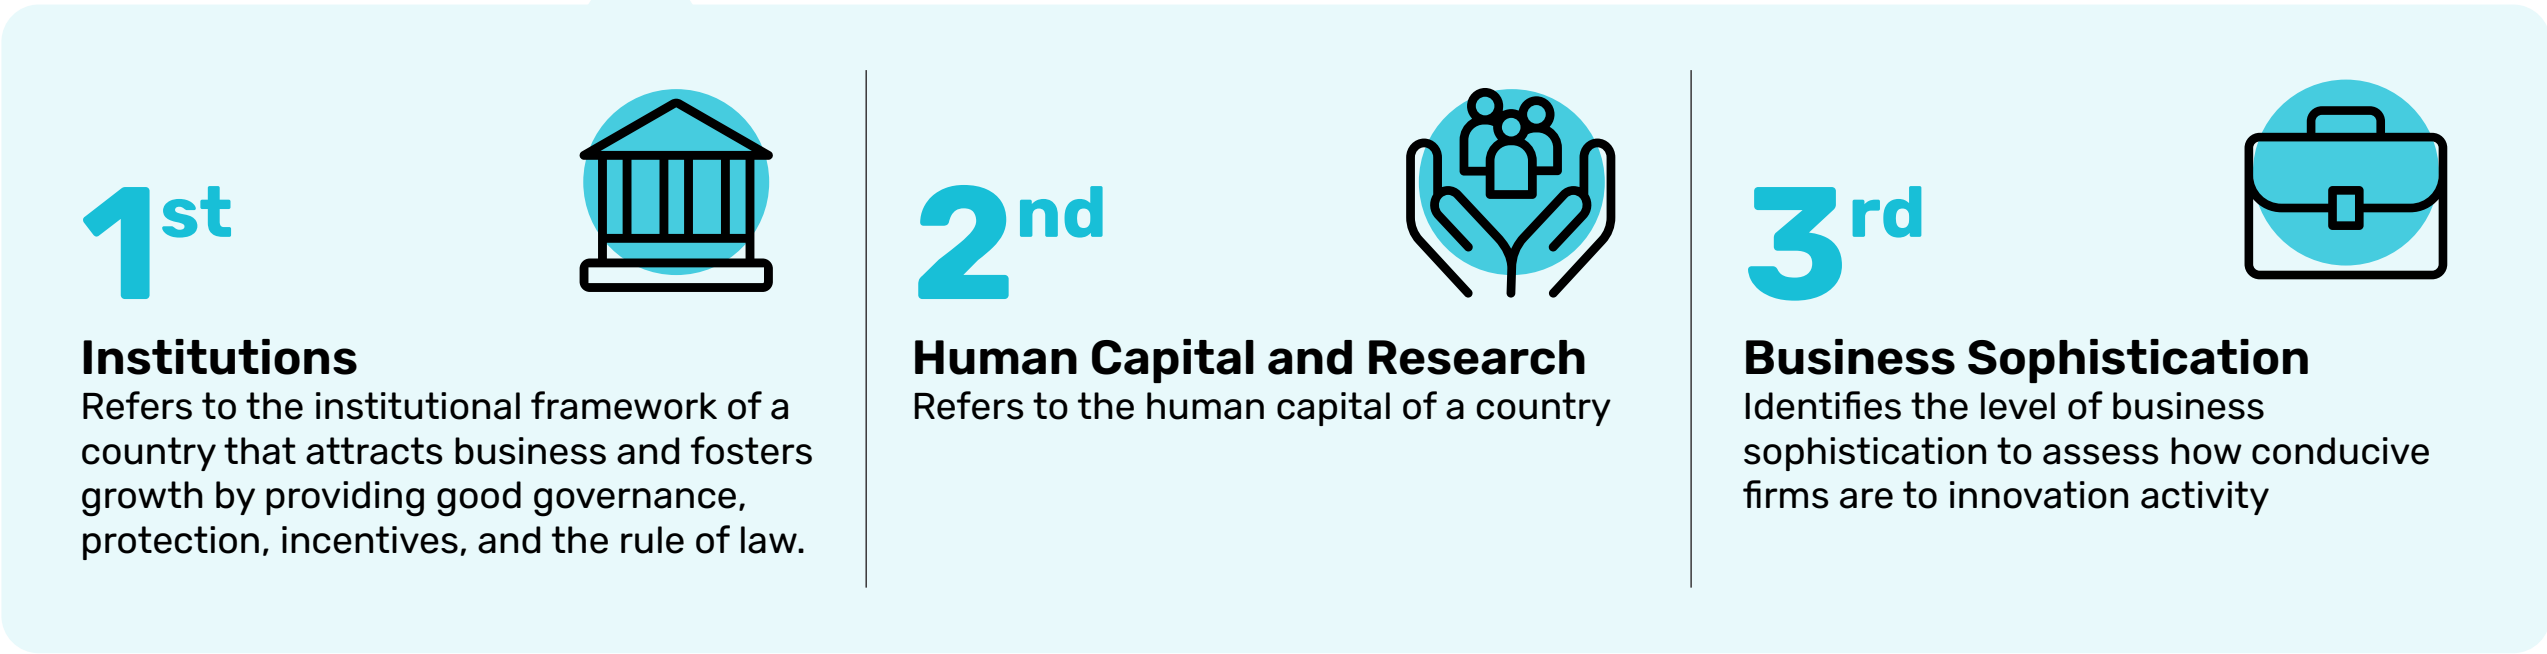 1st
Institutions
Refers to the institutional framework of a
country that attracts business and fosters
growth by providing good governance,
protection, incentives, and the rule of law.
2nd
Human Capital and Research
Refers to the human capital of a country
3rd
Business Sophistication
Identifies the level of business
sophistication to assess how conducive
firms are to innovation activity